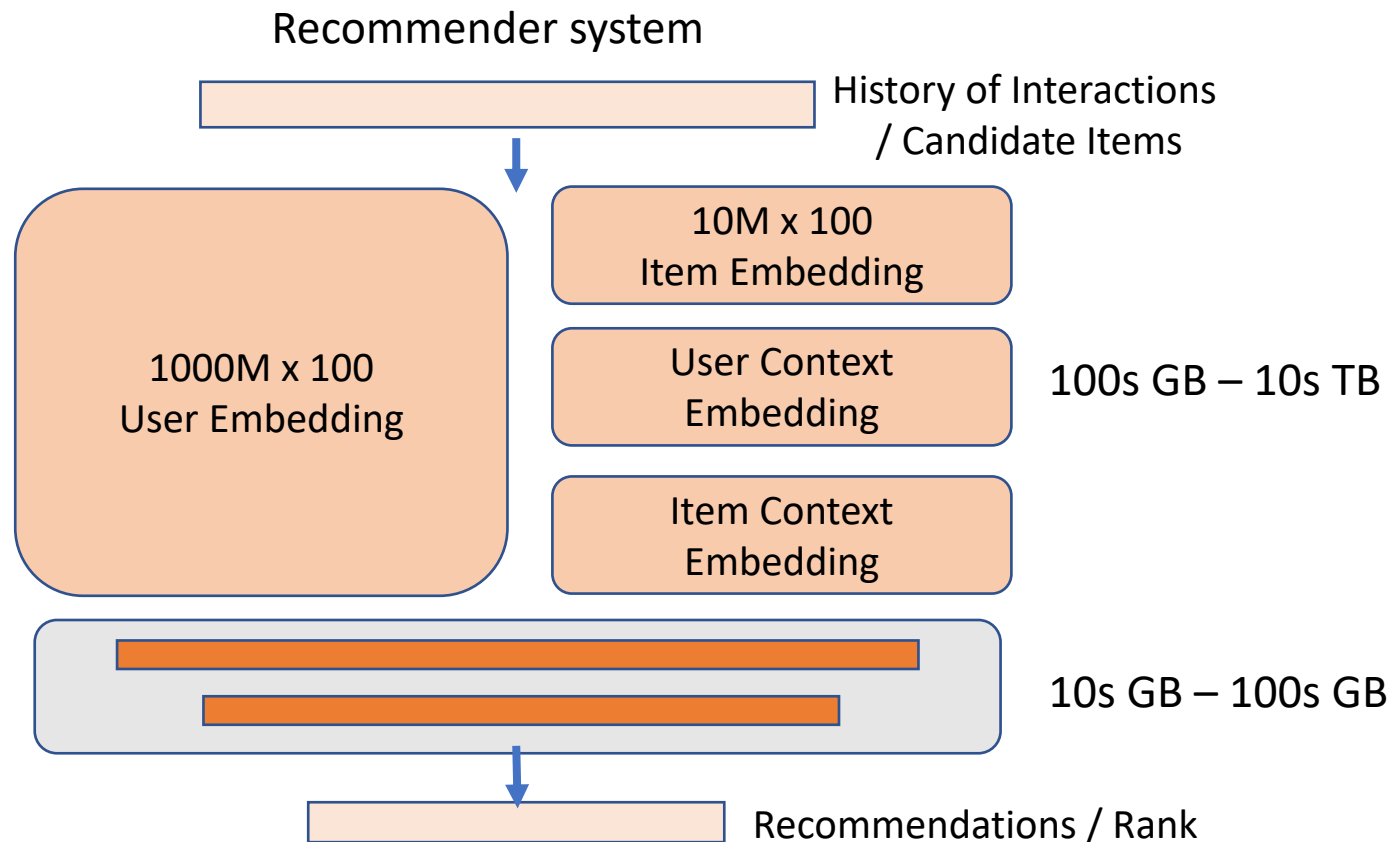 Recommender system
History of Interactions
/ Candidate Items
1000M x 100
User Embedding
10M x 100
Item Embedding
User Context
Embedding
Item Context
Embedding
100s GB – 10s TB
10s GB – 100s GB
Recommendations / Rank